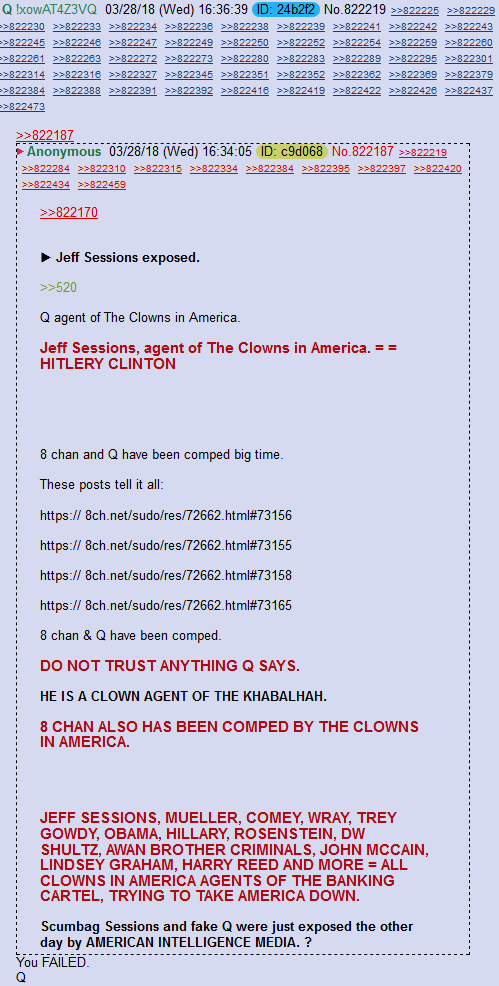 Q !xowAT4Z3VQ 03/28/18 (Wed) 16:36:39 ID: 24b2f2 No.822219 >>822225 >>822229
>>822230 >>822233 >>822234 >>822236 >>822238 >>822239 >>822241 >>822242 >>822243
>>822245 >>822246 >>822247 >>822250 >>822252 >>822254 >>822259 >>822260
>>822261 >>822263 >>822272 >>822273 >>822280 >>822283 >>822289 >>822295 >>822301
>>822314 >>822316 >>822327 >>822345 >>822351 >>822352 >>822362 >>822369 >>822379
>>822384 >>822388 >>822391 >>822392 >>822416 >>822419 >>822422 >>822426 >>822437
>>822473
>>822187
Anonymous 03/28/18 (Wed) 16:34:05 ID: c9d068 No.822187 >>822219
>>822284 >>822310 >>822315 >>822334 >>822384 >>822395 >>822397 >>822420
>>822434 >>822459
>>822170
► Jeff Sessions exposed.
>>520
Q agent of The Clowns in America.
Jeff Sessions, agent of The Clowns in America. = =
HITLERY CLINTON
8 chan and Q have been comped big time.
These posts tell it all:
https:// 8ch.net/sudo/res/72662.html#73156
https:// 8ch.net/sudo/res/72662.html#73155
https:// 8ch.net/sudo/res/72662.html#73158
https:// 8ch.net/sudo/res/72662.html#73165
8 chan & Q have been comped.
DO NOT TRUST ANYTHING Q SAYS.
HE IS A CLOWN AGENT OF THE KHABALHAH.
8 CHAN ALSO HAS BEEN COMPED BY THE CLOWNS
IN AMERICA.
JEFF SESSIONS, MUELLER, COMEY, WRAY, TREY
GOWDY, OBAMA, HILLARY, ROSENSTEIN, DW
SHULTZ, AWAN BROTHER CRIMINALS, JOHN MCCAIN,
LINDSEY GRAHAM, HARRY REED AND MORE = ALL
CLOWNS IN AMERICA AGENTS OF THE BANKING
CARTEL, TRYING TO TAKE AMERICA DOWN.
Scumbag Sessions and fake Q were just exposed the other
day by AMERICAN INTELLIGENCE MEDIA. ?
You FAILED.
Q